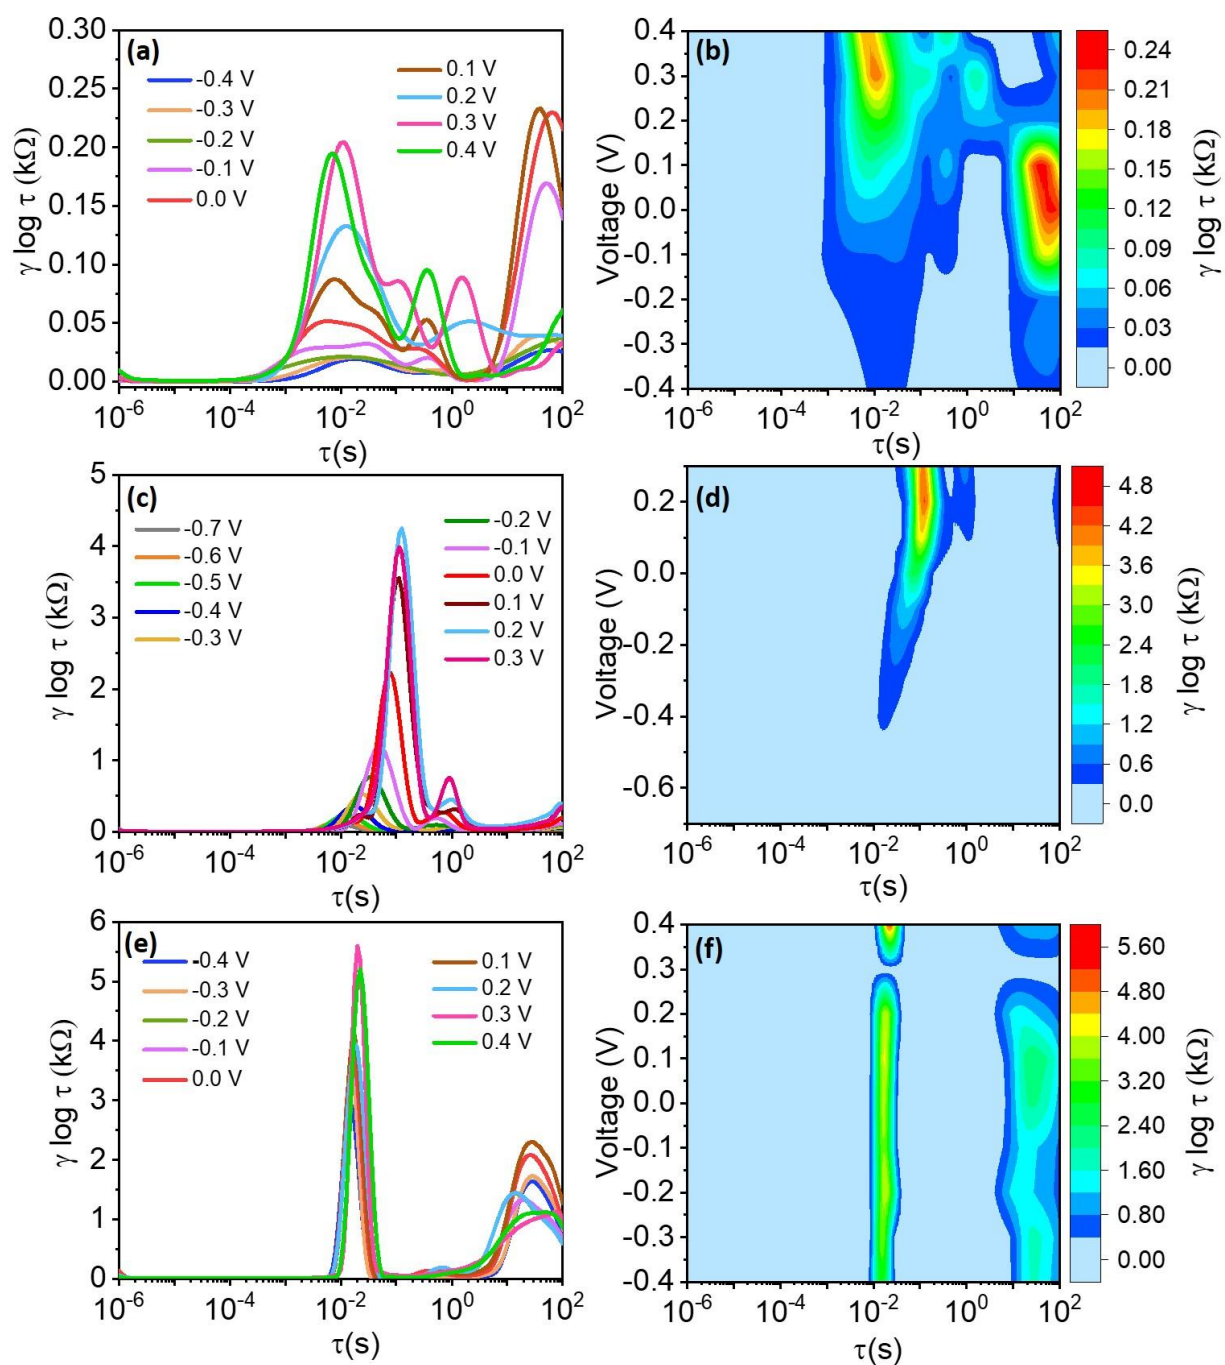 (a)
0.30
0.25
0.20
0.15
0.10
0.05
0.00
γ log τ (kΩ)
-0.4 V
-0.3 V
-0.2 V
-0.1 V
0.0 V
0.1 V
0.2 V
0.3 V
0.4 V
10⁻⁶ 10⁻⁴ 10⁻² 10⁰ 10²
τ(s)
(b)
0.4
0.3
0.2
0.1
0.0
-0.1
-0.2
-0.3
-0.4
Voltage (V)
10⁻⁶ 10⁻⁴ 10⁻² 10⁰ 10²
τ(s)
0.24
0.21
0.18
0.15
0.12
0.09
0.06
0.03
0.00
γ log τ (kΩ)
(c)
5
4
3
2
1
0
γ log τ (kΩ)
-0.7 V
-0.6 V
-0.5 V
-0.4 V
-0.3 V
-0.2 V
-0.1 V
0.0 V
0.1 V
0.2 V
0.3 V
10⁻⁶ 10⁻⁴ 10⁻² 10⁰ 10²
τ(s)
(d)
0.2
0.0
-0.2
-0.4
-0.6
Voltage (V)
10⁻⁶ 10⁻⁴ 10⁻² 10⁰ 10²
τ(s)
4.8
4.2
3.6
3.0
2.4
1.8
1.2
0.6
0.0
γ log τ (kΩ)
(e)
6
5
4
3
2
1
0
γ log τ (kΩ)
-0.4 V
-0.3 V
-0.2 V
-0.1 V
0.0 V
0.1 V
0.2 V
0.3 V
0.4 V
10⁻⁶ 10⁻⁴ 10⁻² 10⁰ 10²
τ(s)
(f)
0.4
0.3
0.2
0.1
0.0
-0.1
-0.2
-0.3
-0.4
Voltage (V)
10⁻⁶ 10⁻⁴ 10⁻² 10⁰ 10²
τ(s)
5.60
4.80
4.00
3.20
2.40
1.60
0.80
0.00
γ log τ (kΩ)